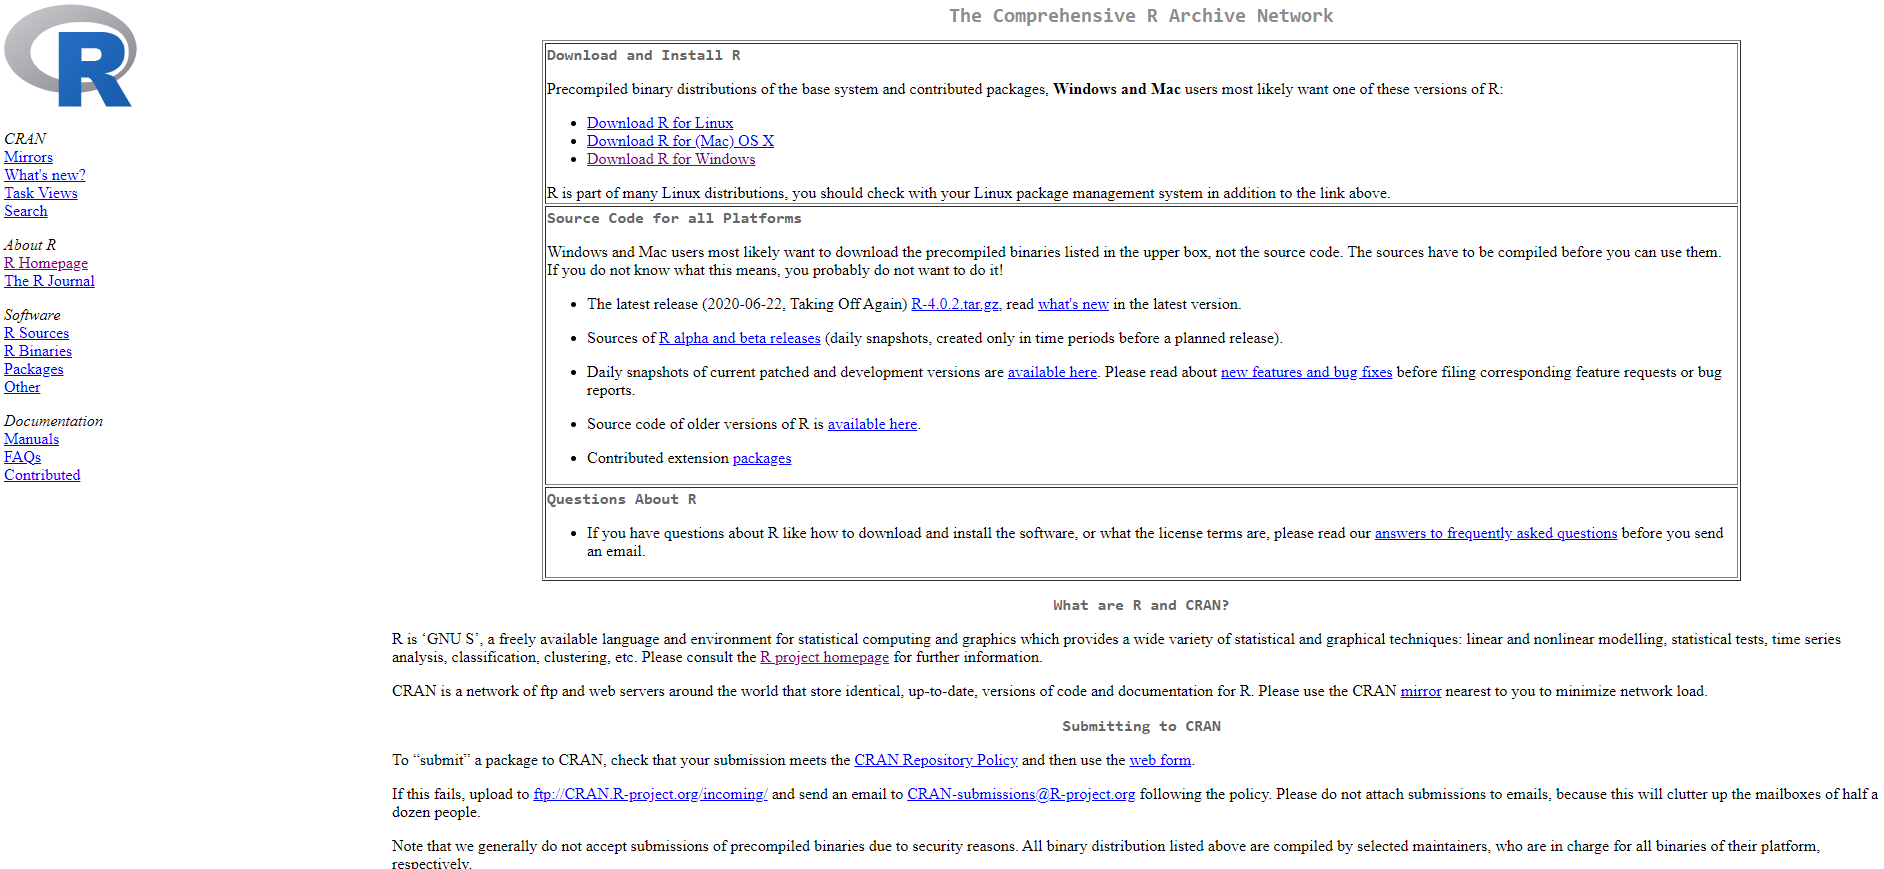 R
CRAN
Mirrors
What's new?
Task Views
Search
About R
R Homepage
The R Journal
Software
R Sources
R Binaries
Packages
Other
Documentation
Manuals
FAQs
Contributed
The Comprehensive R Archive Network
Download and Install R
Precompiled binary distributions of the base system and contributed packages, Windows and Mac users most likely want one of these versions of R:
• Download R for Linux
• Download R for (Mac) OS X
• Download R for Windows
R is part of many Linux distributions, you should check with your Linux package management system in addition to the link above.
Source Code for all Platforms
Windows and Mac users most likely want to download the precompiled binaries listed in the upper box, not the source code. The sources have to be compiled before you can use them.
If you do not know what this means, you probably do not want to do it!
• The latest release (2020-06-22, Taking Off Again) R-4.0.2.tar.gz, read what's new in the latest version.
• Sources of R alpha and beta releases (daily snapshots, created only in time periods before a planned release).
• Daily snapshots of current patched and development versions are available here. Please read about new features and bug fixes before filing corresponding feature requests or bug
reports.
• Source code of older versions of R is available here.
• Contributed extension packages
Questions About R
• If you have questions about R like how to download and install the software, or what the license terms are, please read our answers to frequently asked questions before you send
an email.
What are R and CRAN?
R is ‘GNU S’, a freely available language and environment for statistical computing and graphics which provides a wide variety of statistical and graphical techniques: linear and nonlinear modelling, statistical tests, time series
analysis, classification, clustering, etc. Please consult the R project homepage for further information.
CRAN is a network of ftp and web servers around the world that store identical, up-to-date, versions of code and documentation for R. Please use the CRAN mirror nearest to you to minimize network load.
Submitting to CRAN
To “submit” a package to CRAN, check that your submission meets the CRAN Repository Policy and then use the web form.
If this fails, upload to ftp://CRAN.R-project.org/incoming/ and send an email to CRAN-submissions@R-project.org following the policy. Please do not attach submissions to emails, because this will clutter up the mailboxes of half a
dozen people.
Note that we generally do not accept submissions of precompiled binaries due to security reasons. All binary distribution listed above are compiled by selected maintainers, who are in charge for all binaries of their platform,
respectively.